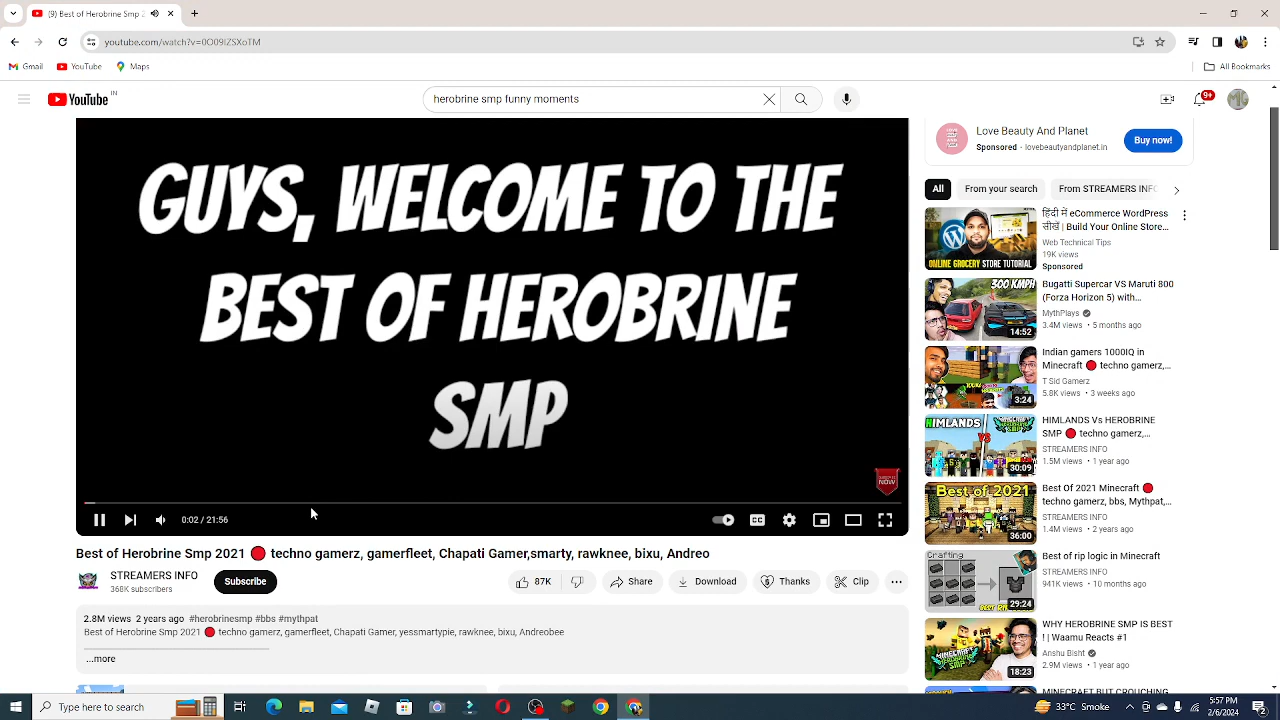 (9) Best of Herobrine Smp 2
youtube.com/watch?v=0O09IZSXoTM
Gmail
YouTube
Maps
All Bookmarks
YouTube IN
herobrine smp funny moments
9+
GUYS, WELCOME TO THE
BEST OF HEROBRINE
SMP
NOW
0:02 / 21:56
Best of Herobrine Smp 2021 🔴 techno gamerz, gamerfleet, Chapati Gamer,smarty, rawknee, bixu, Andreo
STREAMERS INFO
368K subscribers
Subscribe
87K
Share
Download
Thanks
Clip
2.8M views 2 years ago #herobrinesmp #bbs #mythpat
Best of Herobrine Smp 2021 🔴 techno gamerz, gamerfleet, Chapati Gamer, yessmartypie, rawknee, bixu, Andreobee
...more
Love Beauty And Planet
Sponsored · lovebeautyandplanet.in
Buy now!
All
From your search
From STREAMERS INFO
ONLINE GROCERY STORE TUTORIAL
हिंदी में eCommerce WordPress
| Build Your Online Store...
Web Technical Tips
19K views
Sponsored
300 KMPH
14:52
Bugatti Supercar VS Maruti 800
(Forza Horizon 5) with...
MythPlays
3.4M views · 5 months ago
3:24
Indian gamers 1000IQ in
Minecraft 🔴 techno gamerz,...
T Sid Gamerz
5.8K views · 3 weeks ago
HIMLANDS
VS
30:09
HIMLANDS Vs HEROBRINE
SMP 🔴 techno gamerz,...
STREAMERS INFO
1.5M views · 1 year ago
Best of 2021
36:00
Best Of 2021 Minecraft 🔴
techno gamerz, bbs, Mythpat,...
STREAMERS INFO
1.4M views · 2 years ago
Crafting
29:24
Best of rip logic in Minecraft
STREAMERS INFO
941K views · 10 months ago
MINECRAFT
18:23
WHY HEROBRINE SMP IS BEST
! | Waamu Reacts #1
Anshu Bisht
2.9M views · 1 year ago
MINECRAFT, BUT CROUCHING
Type here to search
33°C
5:57 PM
2/6/2024